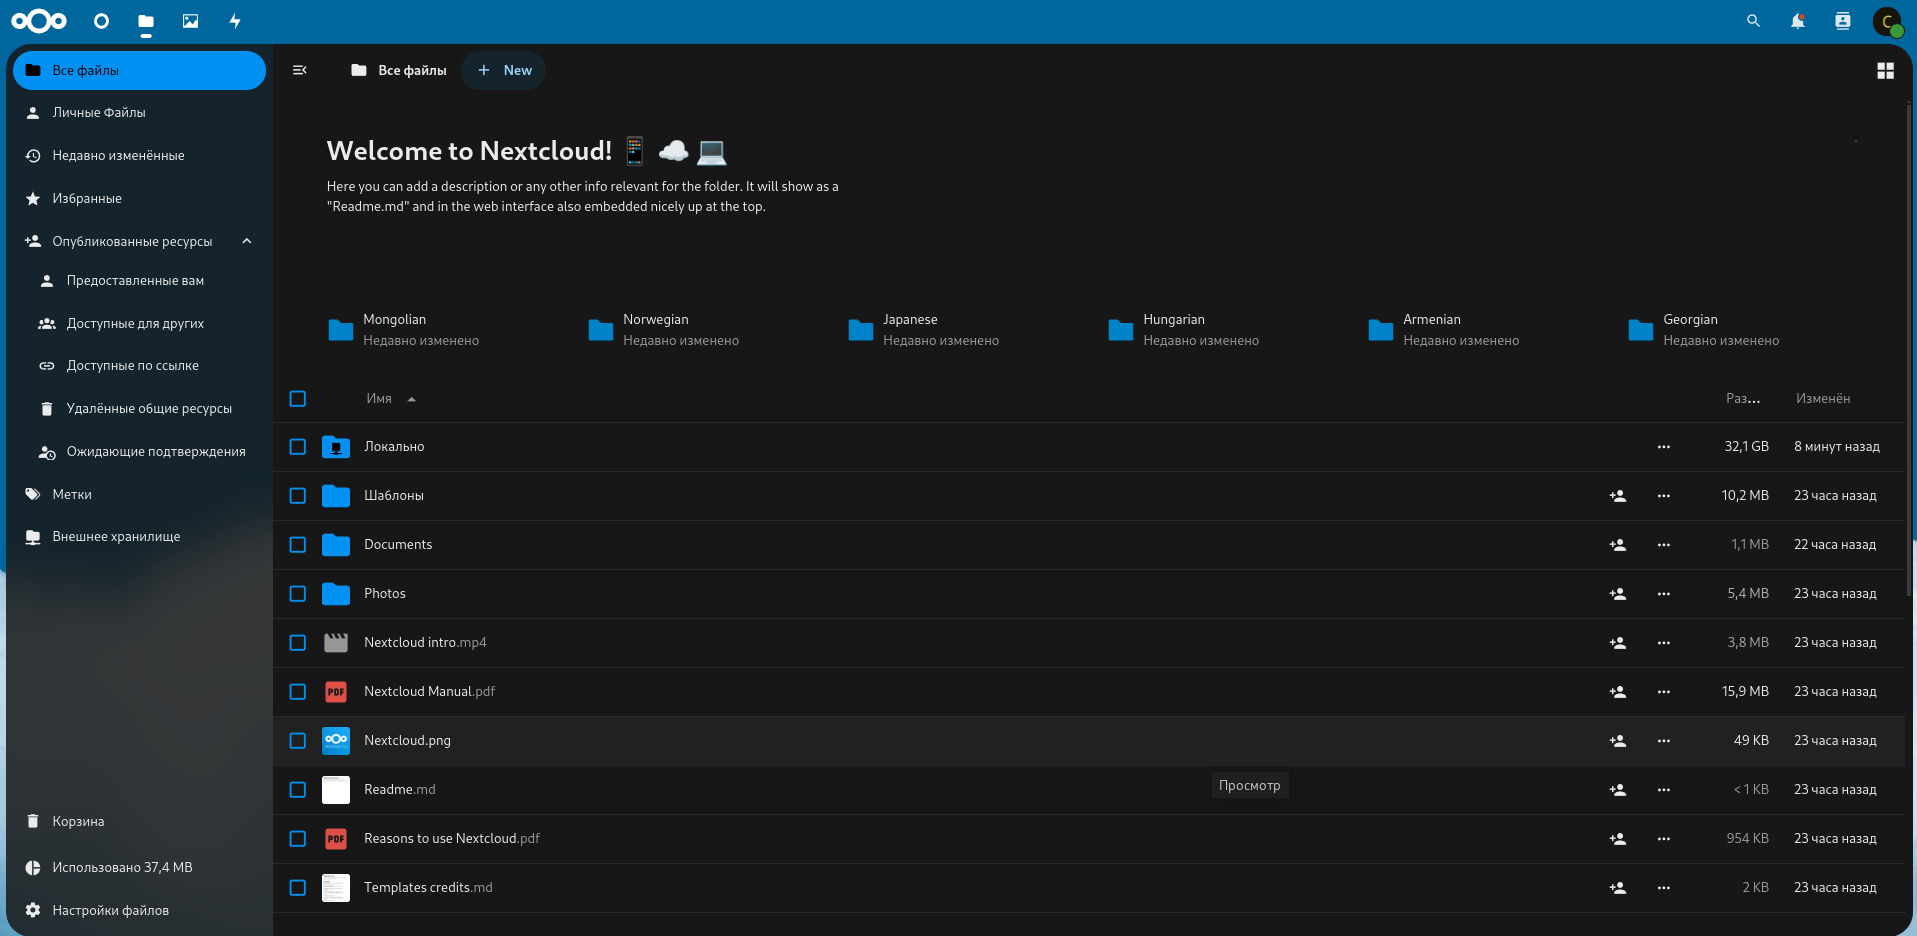 C
Все файлы
Личные Файлы
Недавно изменённые
Избранные
Опубликованные ресурсы
Предоставленные вам
Доступные для других
Доступные по ссылке
Удалённые общие ресурсы
Ожидающие подтверждения
Метки
Внешнее хранилище
Корзина
Использовано 37,4 MB
Настройки файлов
Все файлы
New
Welcome to Nextcloud! 📱 ☁️ 💻
Here you can add a description or any other info relevant for the folder. It will show as a
"Readme.md" and in the web interface also embedded nicely up at the top.
Mongolian
Недавно изменено
Norwegian
Недавно изменено
Japanese
Недавно изменено
Hungarian
Недавно изменено
Armenian
Недавно изменено
Georgian
Недавно изменено
Имя Раз... Изменён
Локально 32,1 GB 8 минут назад
Шаблоны 10,2 MB 23 часа назад
Documents 1,1 MB 22 часа назад
Photos 5,4 MB 23 часа назад
Nextcloud intro.mp4 3,8 MB 23 часа назад
PDF Nextcloud Manual.pdf 15,9 MB 23 часа назад
Nextcloud.png 49 KB 23 часа назад
Просмотр
Readme.md < 1 KB 23 часа назад
PDF Reasons to use Nextcloud.pdf 954 KB 23 часа назад
Templates credits.md 2 KB 23 часа назад